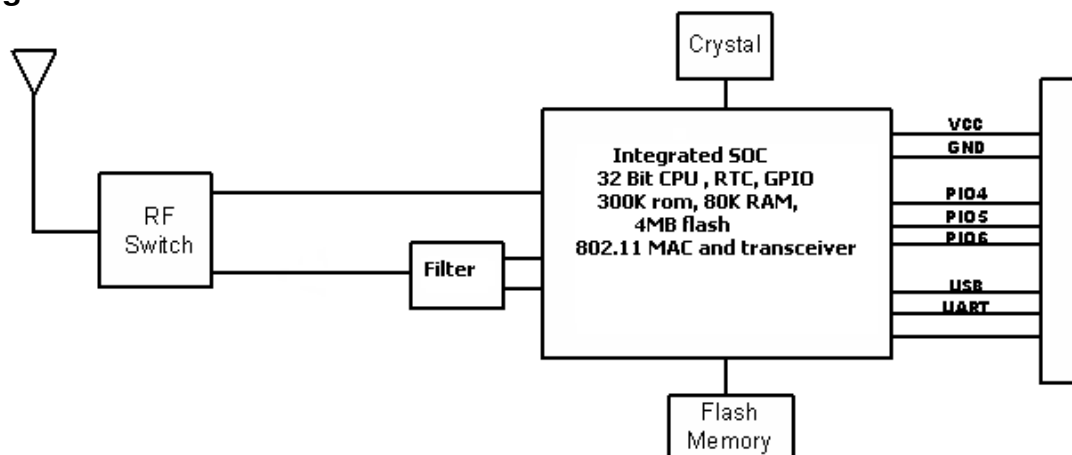 g
Crystal
Integrated SOC
32 Bit CPU , RTC, GPIO
300K rom, 80K RAM,
4MB flash
802.11 MAC and transceiver
RF
Switch
Filter
VCC
GND
PIO4
PIO5
PIO6
USB
UART
Flash
Memory